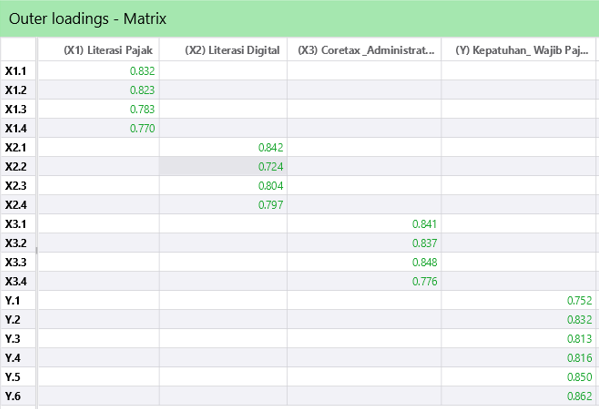 Outer loadings - Matrix
(X1) Literasi Pajak (X2) Literasi Digital (X3) Coretax _Administrat... (Y) Kepatuhan_ Wajib Paj...
X1.1 0.832
X1.2 0.823
X1.3 0.783
X1.4 0.770
X2.1 0.842
X2.2 0.724
X2.3 0.804
X2.4 0.797
X3.1 0.841
X3.2 0.837
X3.3 0.848
X3.4 0.776
Y.1 0.752
Y.2 0.832
Y.3 0.813
Y.4 0.816
Y.5 0.850
Y.6 0.862